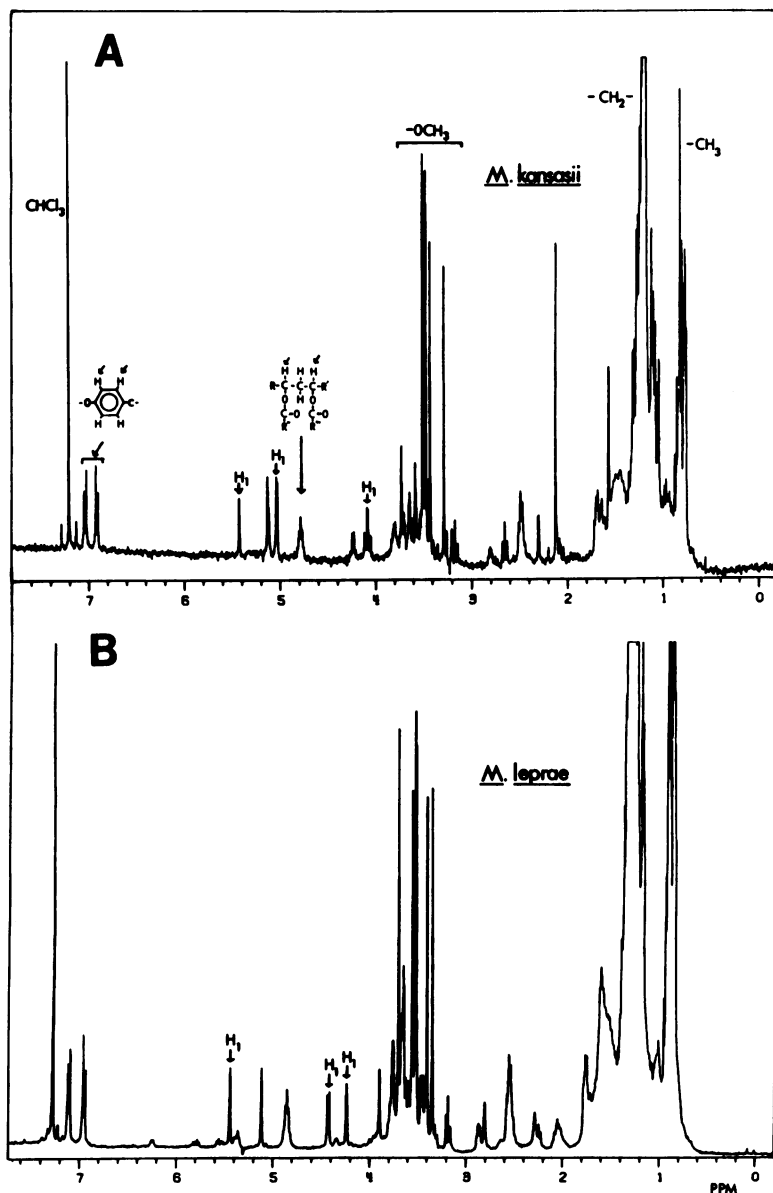 A
-OCH3
-CH2-
-CH3
M. kansasii
CHCl3
H α H α
-O- -C-
H H
H α H H α
R-C-C-C-R'
O H O
C-O C-O
R" R"
H1
H1
H1
7 6 5 4 3 2 1 0
B
M. leprae
H1
H1
H1
7 6 5 4 3 2 1 0
PPM